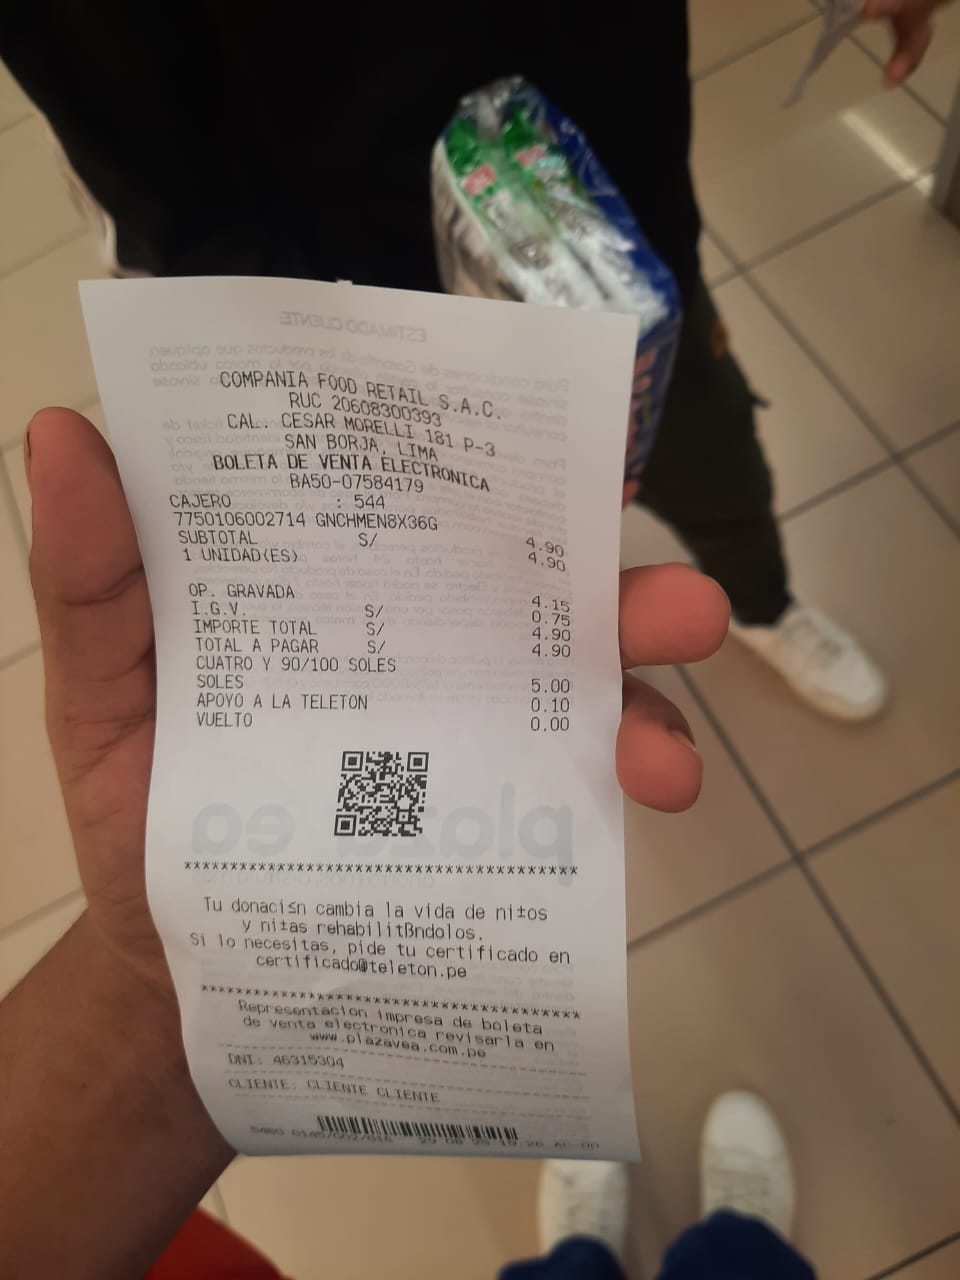 COMPANIA FOOD RETAIL S.A.C.
RUC 20608300393
CAL. CESAR MORELLI 181 P-3
SAN BORJA, LIMA
BOLETA DE VENTA ELECTRONICA
BA50-07584179
CAJERO : 544
7750106002714 GNCHMEN8X36G 4.90
SUBTOTAL S/ 4.90
1 UNIDAD(ES)
OP. GRAVADA 4.15
I.G.V. S/ 0.75
IMPORTE TOTAL S/ 4.90
TOTAL A PAGAR S/ 4.90
CUATRO Y 90/100 SOLES
SOLES 5.00
APOYO A LA TELETON 0.10
VUELTO 0.00
plaza ea
****************************************
Tu donaci≤n cambia la vida de ni±os
y ni±as rehabilitßndolos.
Si lo necesitas, pide tu certificado en
certificado@teleton.pe
****************************************
Representacion impresa de boleta
de venta electronica revisarla en
www.plazavea.com.pe
DNI: 46315304
CLIENTE: CLIENTE CLIENTE